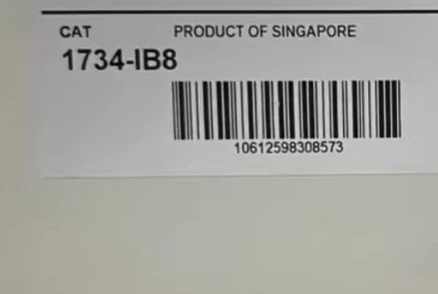 CAT PRODUCT OF SINGAPORE
1734-IB8
10612598308573